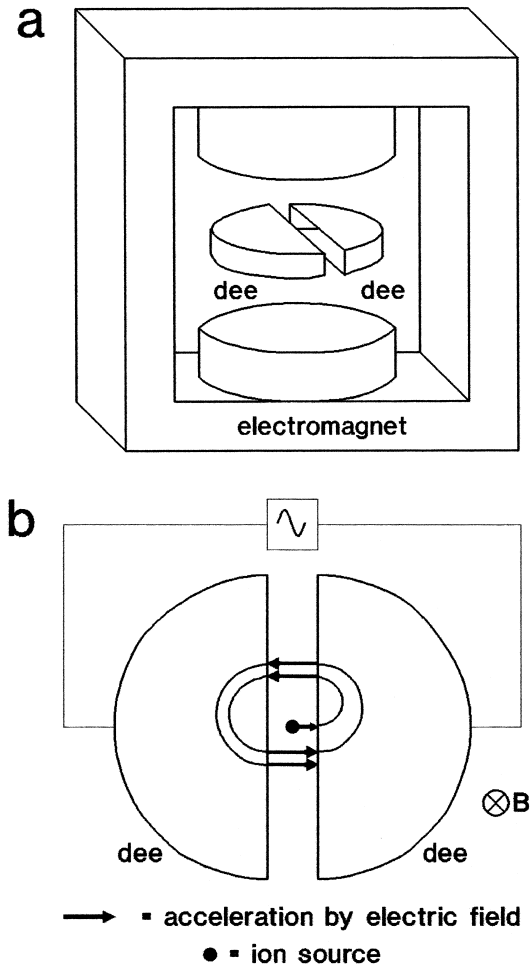 a
dee dee
electromagnet
b
B
dee dee
= acceleration by electric field
= ion source